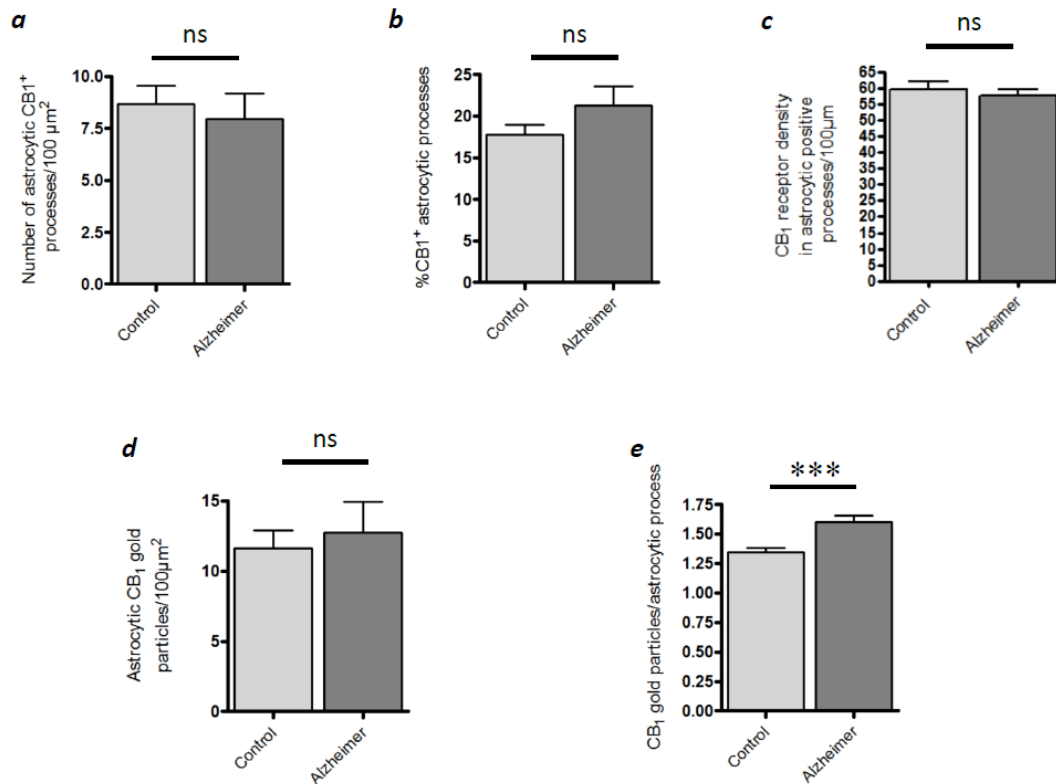 a
ns
Number of astrocytic CB1⁺
processes/100 µm²
10.0
7.5
5.0
2.5
0.0
Control
Alzheimer
b
ns
%CB1⁺ astrocytic processes
25
20
15
10
5
0
Control
Alzheimer
c
ns
CB₁ receptor density
in astrocytic positive
processes/100µm
65
60
55
50
45
40
35
30
25
20
15
10
5
0
Control
Alzheimer
d
ns
Astrocytic CB₁ gold
particles/100µm²
15
10
5
0
Control
Alzheimer
e
***
CB₁ gold particles/astrocytic process
1.75
1.50
1.25
1.00
0.75
0.50
0.25
0.00
Control
Alzheimer